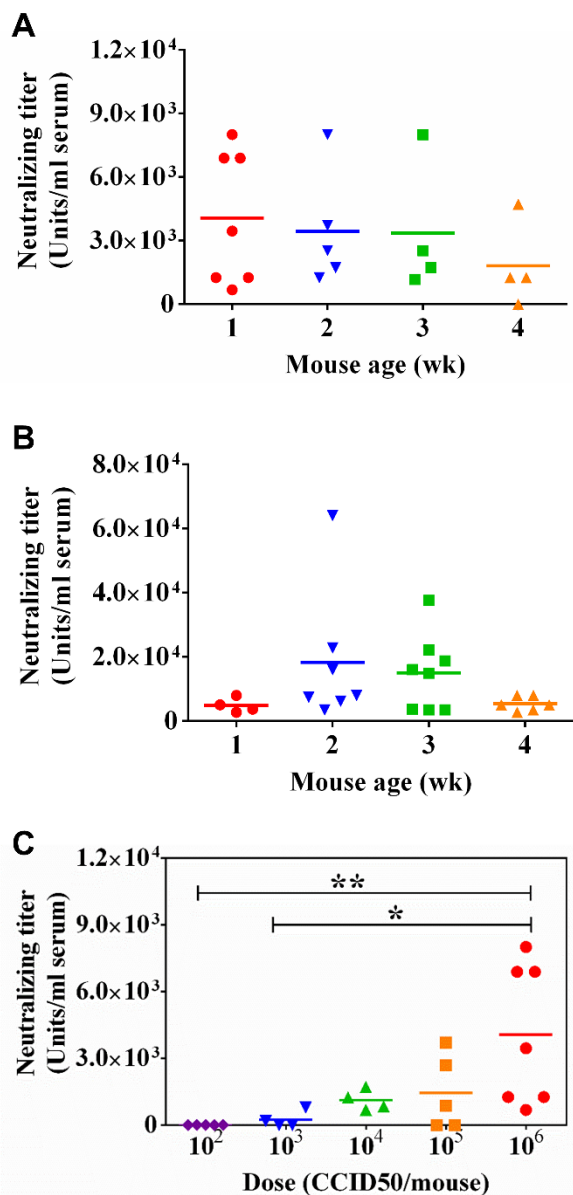 A
Neutralizing titer
(Units/ml serum)
1.2×10⁴
9.0×10³
6.0×10³
3.0×10³
0
1 2 3 4
Mouse age (wk)
B
Neutralizing titer
(Units/ml serum)
8.0×10⁴
6.0×10⁴
4.0×10⁴
2.0×10⁴
0
1 2 3 4
Mouse age (wk)
C
Neutralizing titer
(Units/ml serum)
1.2×10⁴
9.0×10³
6.0×10³
3.0×10³
0
**
*
10² 10³ 10⁴ 10⁵ 10⁶
Dose (CCID50/mouse)